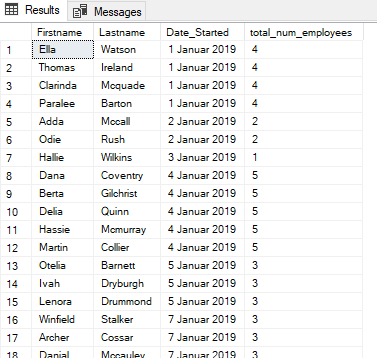 Results Messages
Firstname Lastname Date_Started total_num_employees
1 Ella Watson 1 Januar 2019 4
2 Thomas Ireland 1 Januar 2019 4
3 Clarinda Mcquade 1 Januar 2019 4
4 Paralee Barton 1 Januar 2019 4
5 Adda Mccall 2 Januar 2019 2
6 Odie Rush 2 Januar 2019 2
7 Hallie Wilkins 3 Januar 2019 1
8 Dana Coventry 4 Januar 2019 5
9 Berta Gilchrist 4 Januar 2019 5
10 Delia Quinn 4 Januar 2019 5
11 Hassie Mcmurray 4 Januar 2019 5
12 Martin Collier 4 Januar 2019 5
13 Otelia Barnett 5 Januar 2019 3
14 Ivah Dryburgh 5 Januar 2019 3
15 Lenora Drummond 5 Januar 2019 3
16 Winfield Stalker 7 Januar 2019 3
17 Archer Cossar 7 Januar 2019 3
18 Danial Mccauley 7 Januar 2019 3